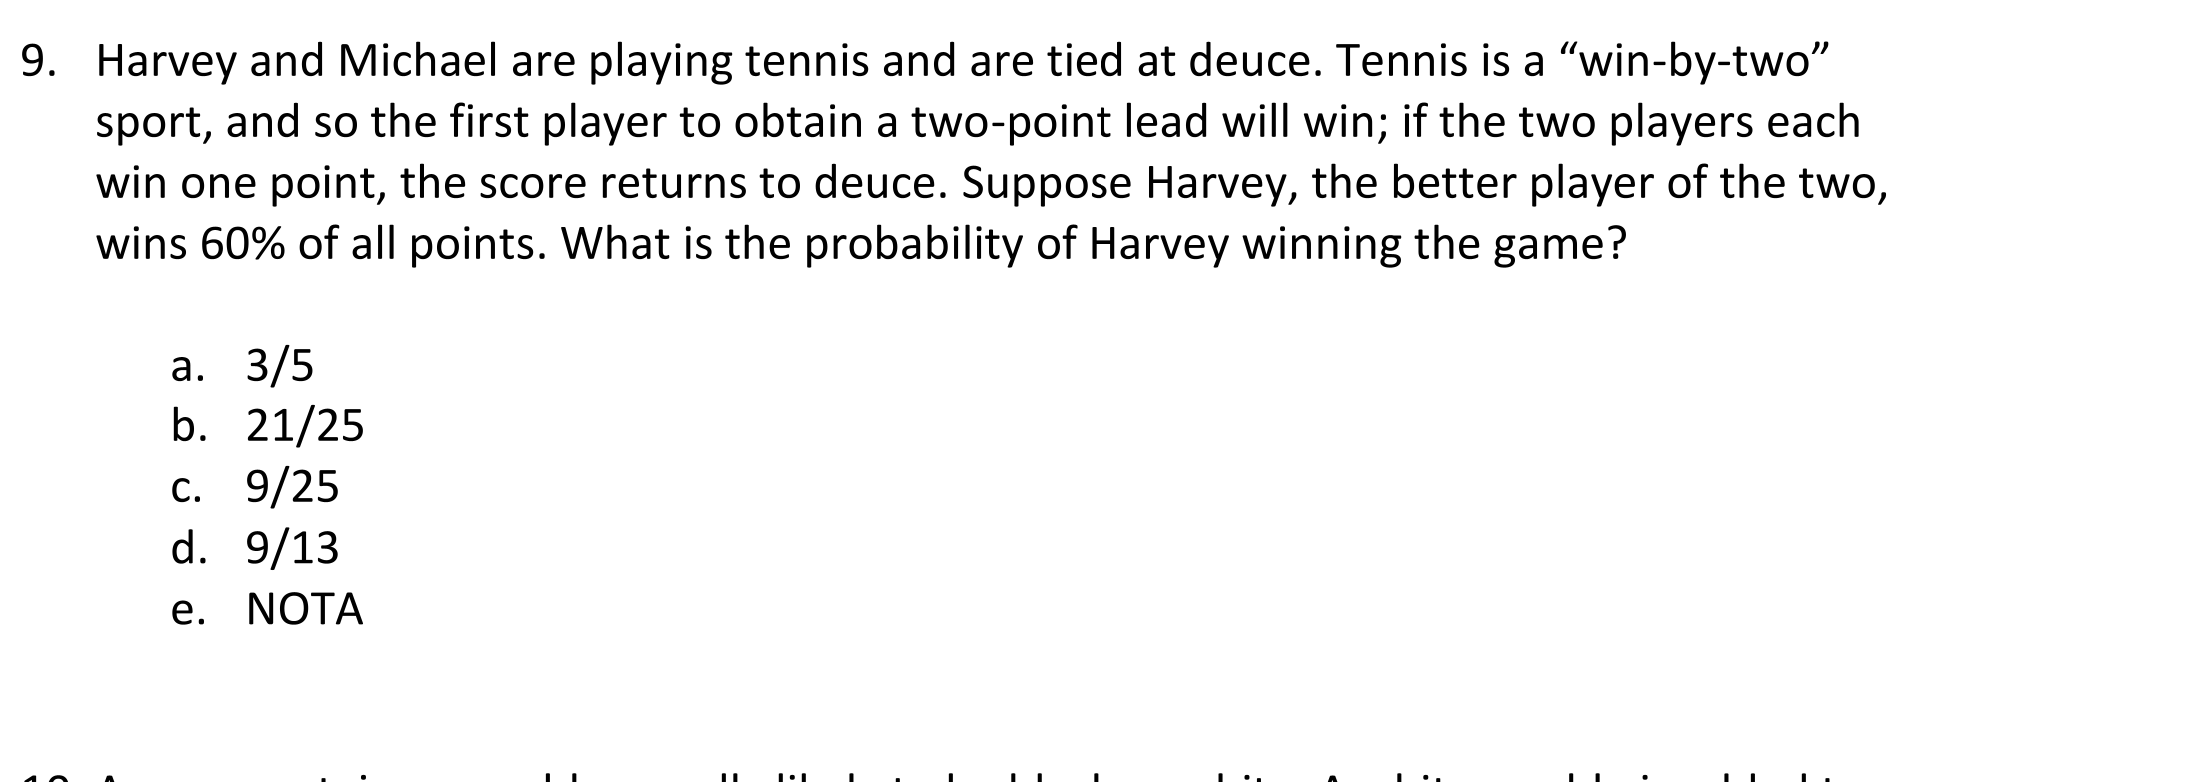 9. Harvey and Michael are playing tennis and are tied at deuce. Tennis is a “win-by-two”
sport, and so the first player to obtain a two-point lead will win; if the two players each
win one point, the score returns to deuce. Suppose Harvey, the better player of the two,
wins 60% of all points. What is the probability of Harvey winning the game?
a. 3/5
b. 21/25
c. 9/25
d. 9/13
e. NOTA